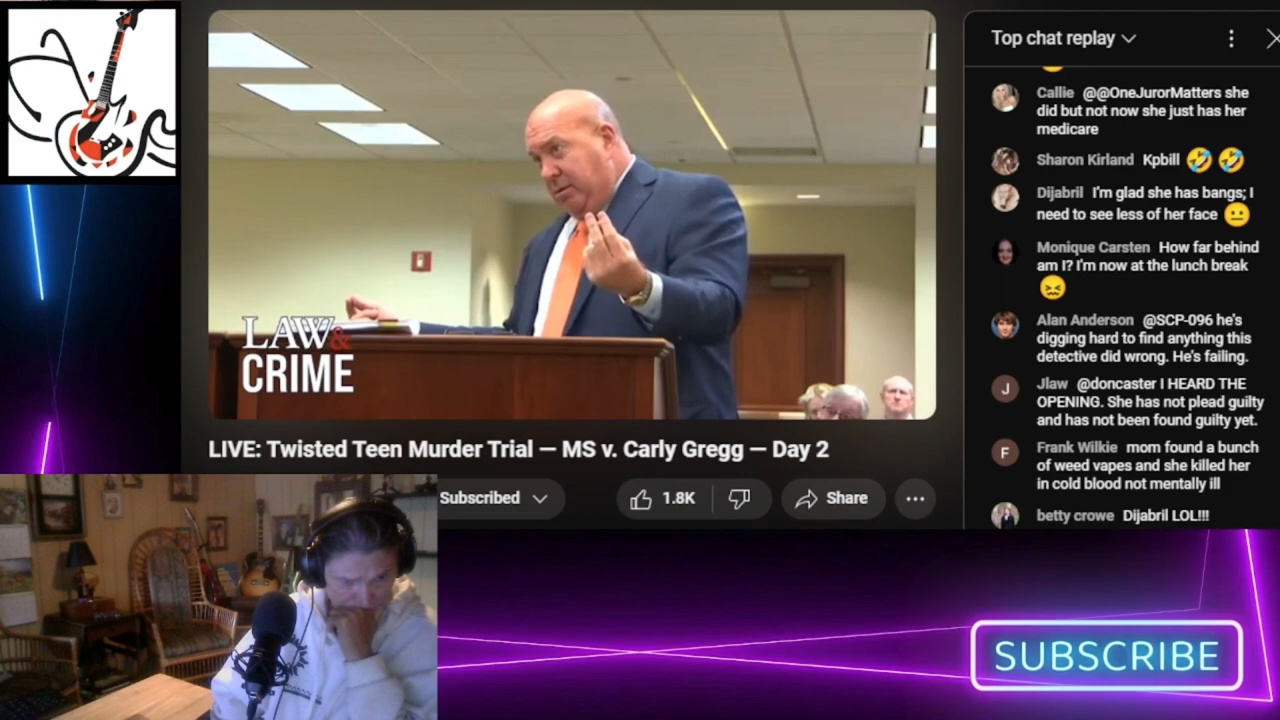 Top chat replay
Callie @@OneJurorMatters she
did but not now she just has her
medicare
Sharon Kirland Kpbill
Dijabril I'm glad she has bangs; I
need to see less of her face
Monique Carsten How far behind
am I? I'm now at the lunch break
Alan Anderson @SCP-096 he's
digging hard to find anything this
detective did wrong. He's failing.
J
Jlaw @doncaster I HEARD THE
OPENING. She has not plead guilty
and has not been found guilty yet.
F
Frank Wilkie mom found a bunch
of weed vapes and she killed her
in cold blood not mentally ill
betty crowe Dijabril LOL!!!
LAW&
CRIME
LIVE: Twisted Teen Murder Trial — MS v. Carly Gregg — Day 2
Subscribed
1.8K
Share
SUBSCRIBE